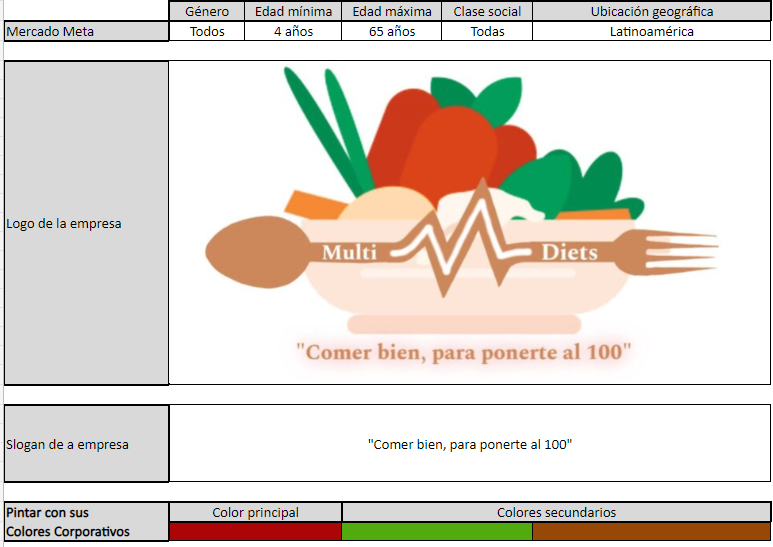 Género Edad mínima Edad máxima Clase social Ubicación geográfica
Mercado Meta Todos 4 años 65 años Todas Latinoamérica
Logo de la empresa
Multi Diets
"Comer bien, para ponerte al 100"
Slogan de a empresa "Comer bien, para ponerte al 100"
Pintar con sus Color principal Colores secundarios
Colores Corporativos